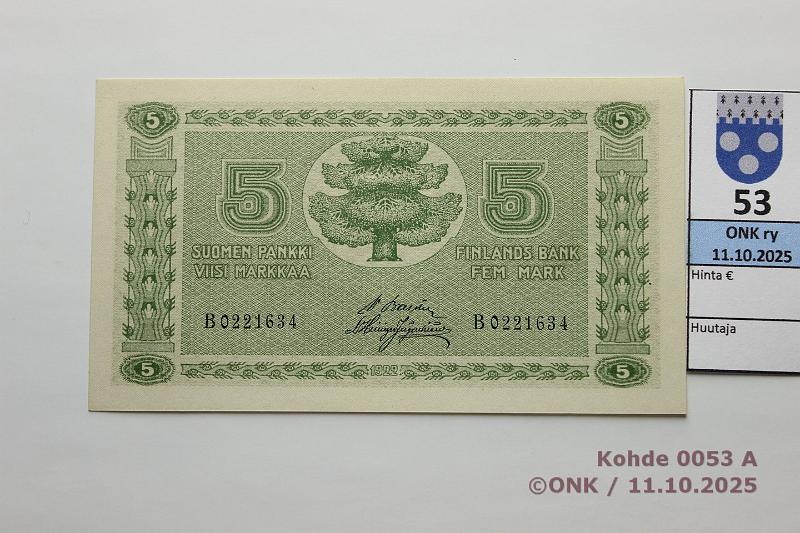 5
5
5
5
SUOMEN PANKKI
VIISI MARKKAA
FINLANDS BANK
FEM MARK
B0221634
B0221634
5
1922
5
53
ONK ry
11.10.2025
Hinta €
Huutaja
Kohde 0053 A
©ONK / 11.10.2025